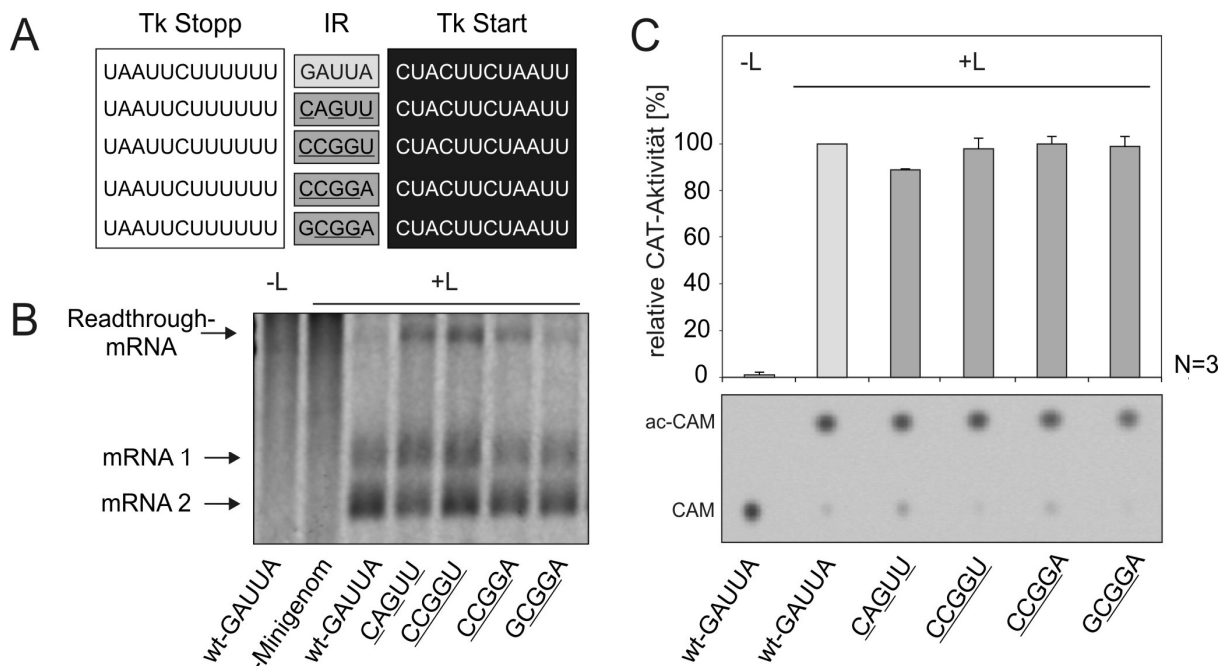 A
Tk Stopp IR Tk Start
UAAUUCUUUUUU GAUUA CUACUUCUAAUU
UAAUUCUUUUUU CAGUU CUACUUCUAAUU
UAAUUCUUUUUU CCGGU CUACUUCUAAUU
UAAUUCUUUUUU CCGGA CUACUUCUAAUU
UAAUUCUUUUUU GCGGA CUACUUCUAAUU
B
-L +L
Readthrough-
mRNA
mRNA 1
mRNA 2
wt-GAUUA
-Minigenom
wt-GAUUA
CAGUU
CCGGU
CCGGA
GCGGA
C
-L +L
relative CAT-Aktivität [%]
100
80
60
40
20
0
N=3
ac-CAM
CAM
wt-GAUUA
wt-GAUUA
CAGUU
CCGGU
CCGGA
GCGGA